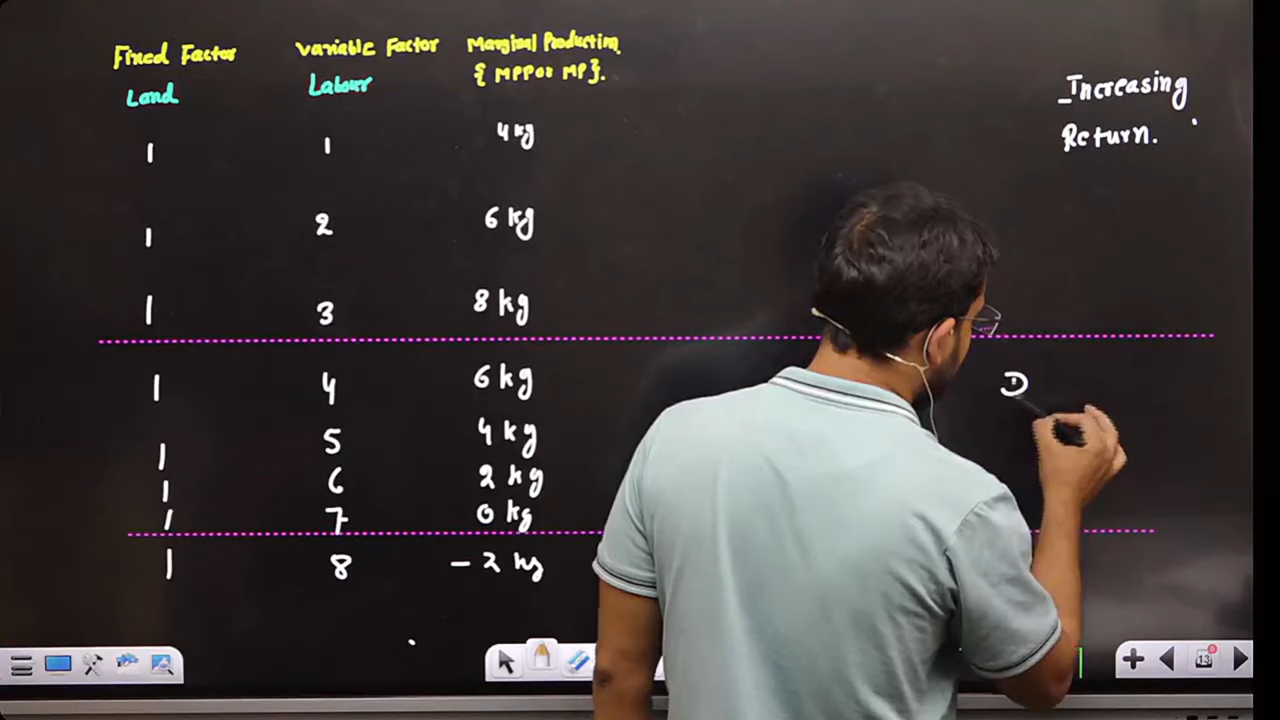 Fixed Factor Variable Factor Marginal Production
Land Labour { MPP or MP}.
1 1 4 kg
1 2 6 kg
1 3 8 kg
1 4 6 kg
1 5 4 kg
1 6 2 kg
1 7 0 kg
1 8 - 2 kg
Increasing
Return.
D
13